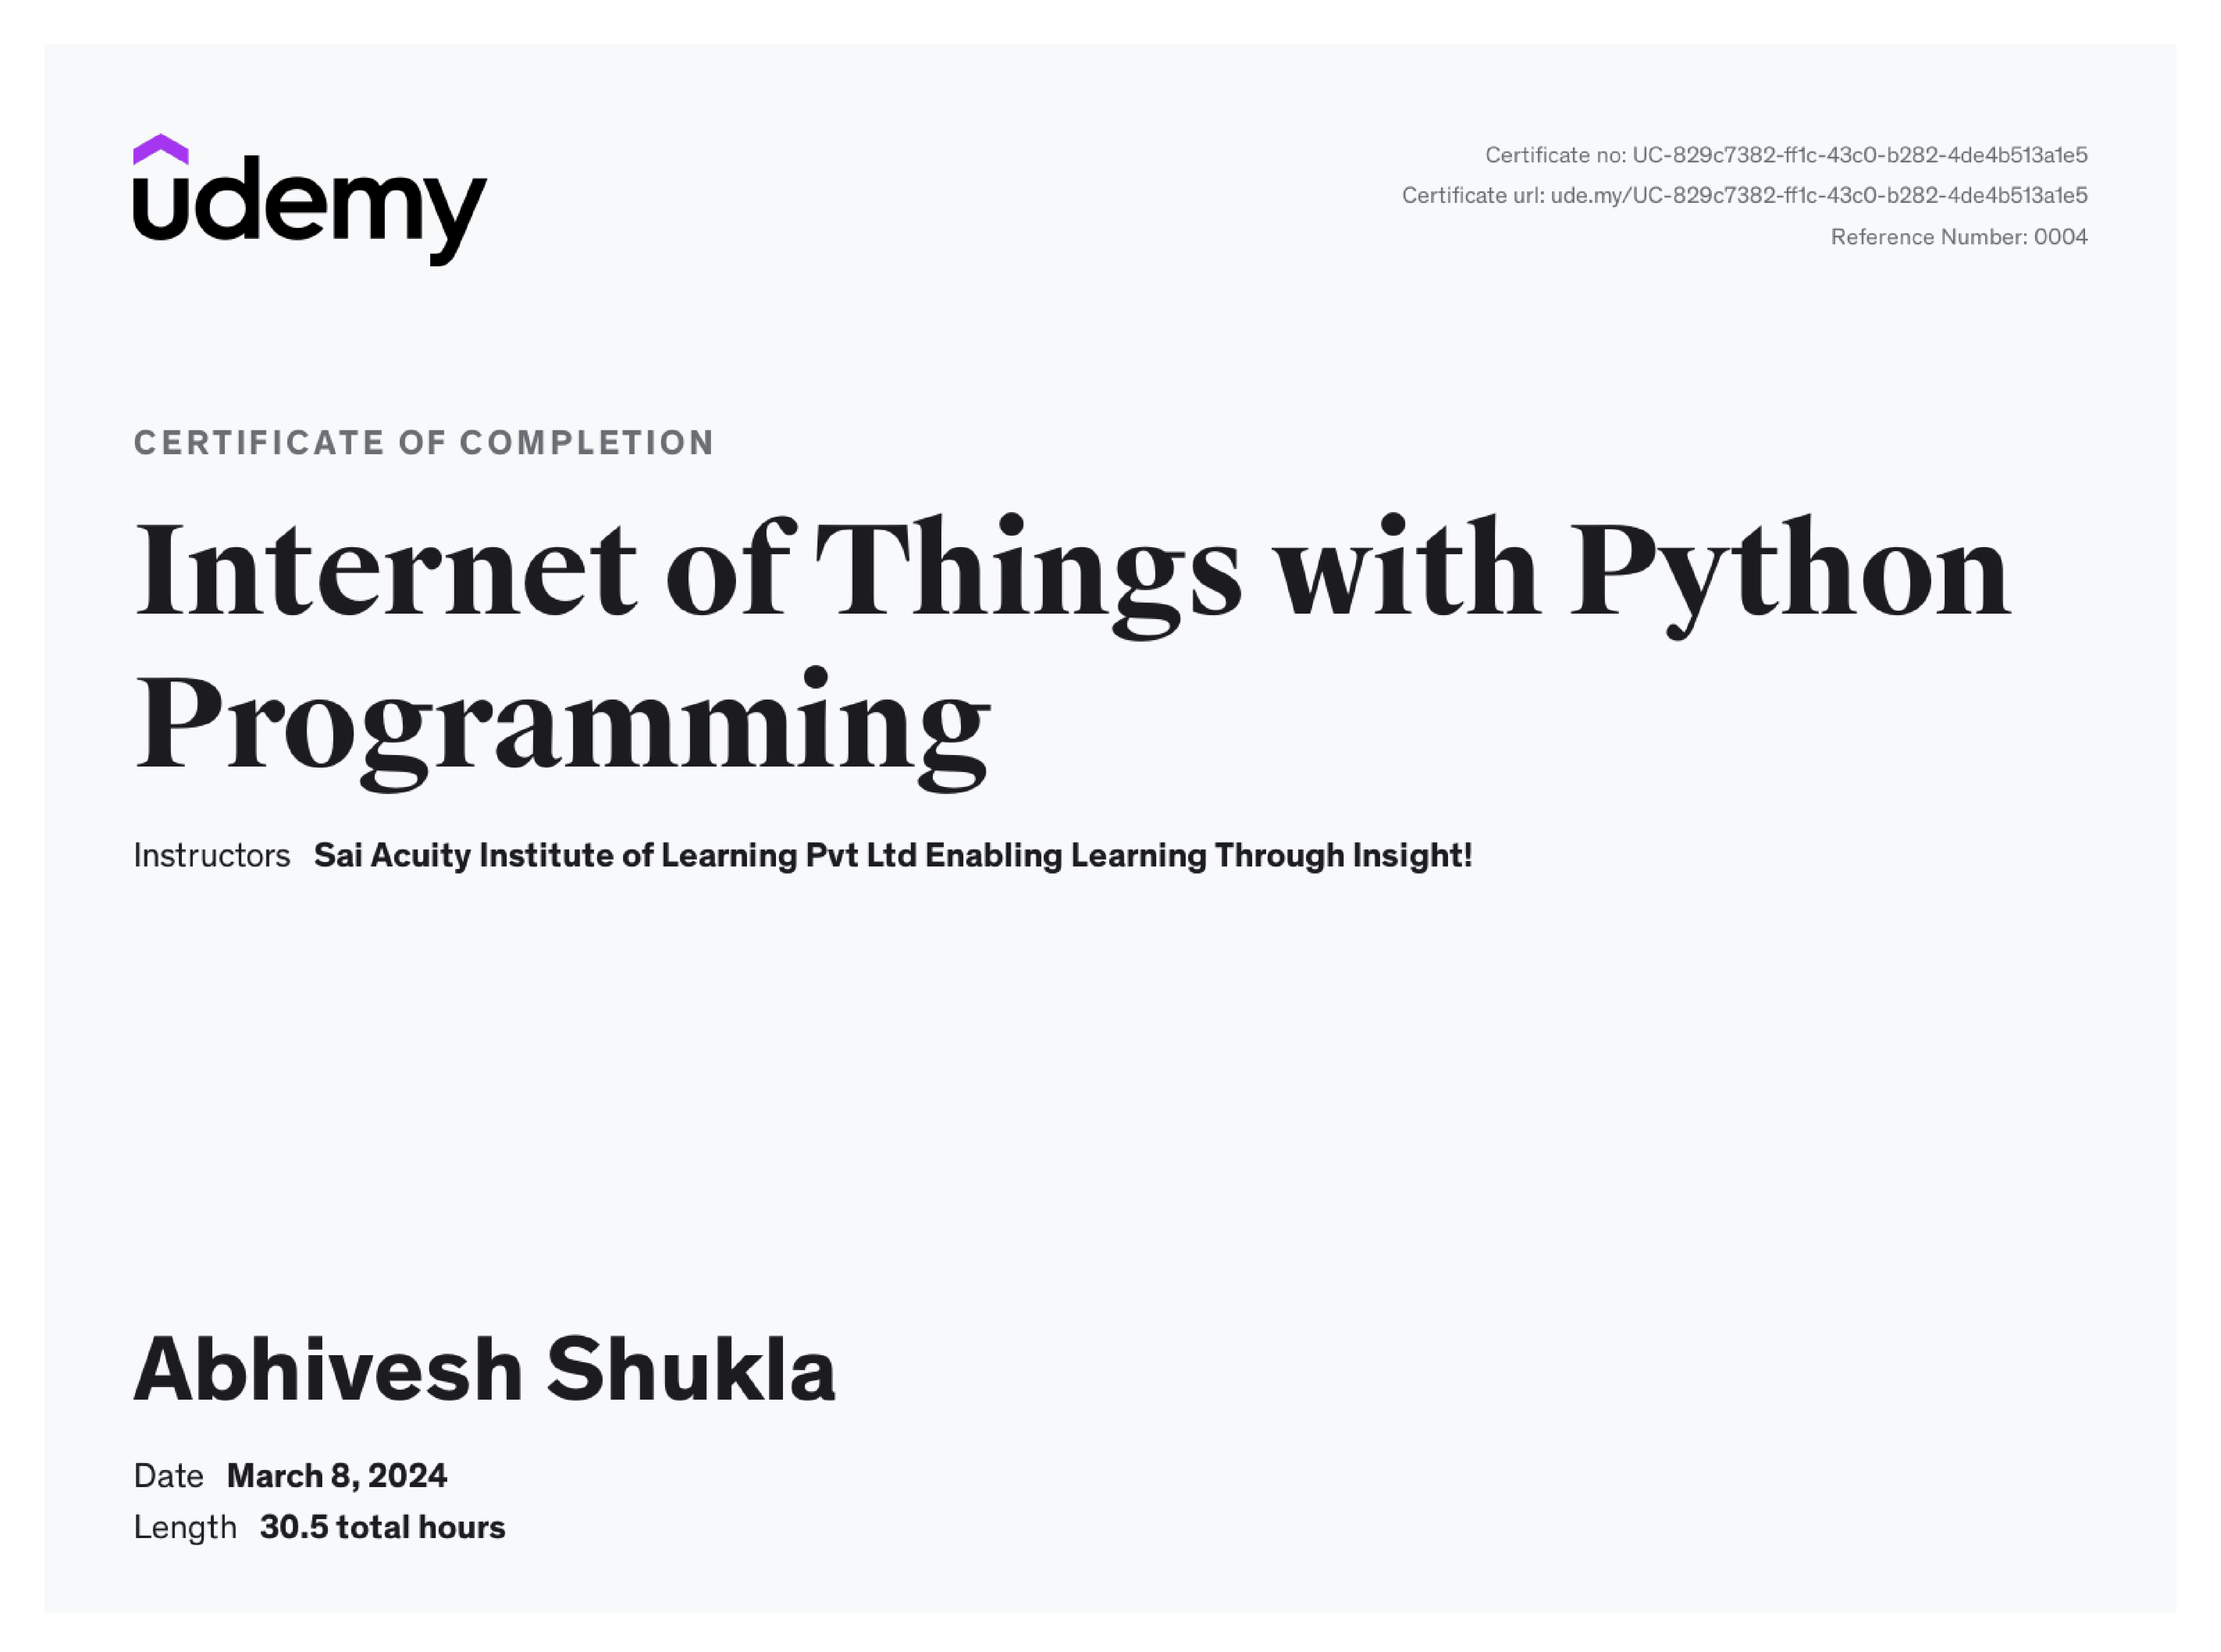 udemy
Certificate no: UC-829c7382-ff1c-43c0-b282-4de4b513a1e5
Certificate url: ude.my/UC-829c7382-ff1c-43c0-b282-4de4b513a1e5
Reference Number: 0004
CERTIFICATE OF COMPLETION
Internet of Things with Python
Programming
Instructors Sai Acuity Institute of Learning Pvt Ltd Enabling Learning Through Insight!
Abhivesh Shukla
Date March 8, 2024
Length 30.5 total hours